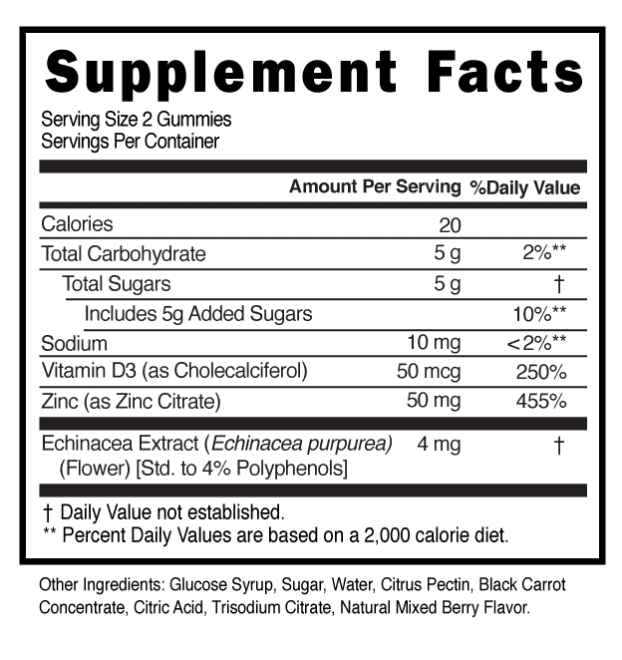 Supplement Facts
Serving Size 2 Gummies
Servings Per Container
Amount Per Serving %Daily Value
Calories 20
Total Carbohydrate 5 g 2%**
Total Sugars 5 g †
Includes 5g Added Sugars 10%**
Sodium 10 mg <2%**
Vitamin D3 (as Cholecalciferol) 50 mcg 250%
Zinc (as Zinc Citrate) 50 mg 455%
Echinacea Extract (Echinacea purpurea) 4 mg †
(Flower) [Std. to 4% Polyphenols]
† Daily Value not established.
** Percent Daily Values are based on a 2,000 calorie diet.
Other Ingredients: Glucose Syrup, Sugar, Water, Citrus Pectin, Black Carrot
Concentrate, Citric Acid, Trisodium Citrate, Natural Mixed Berry Flavor.